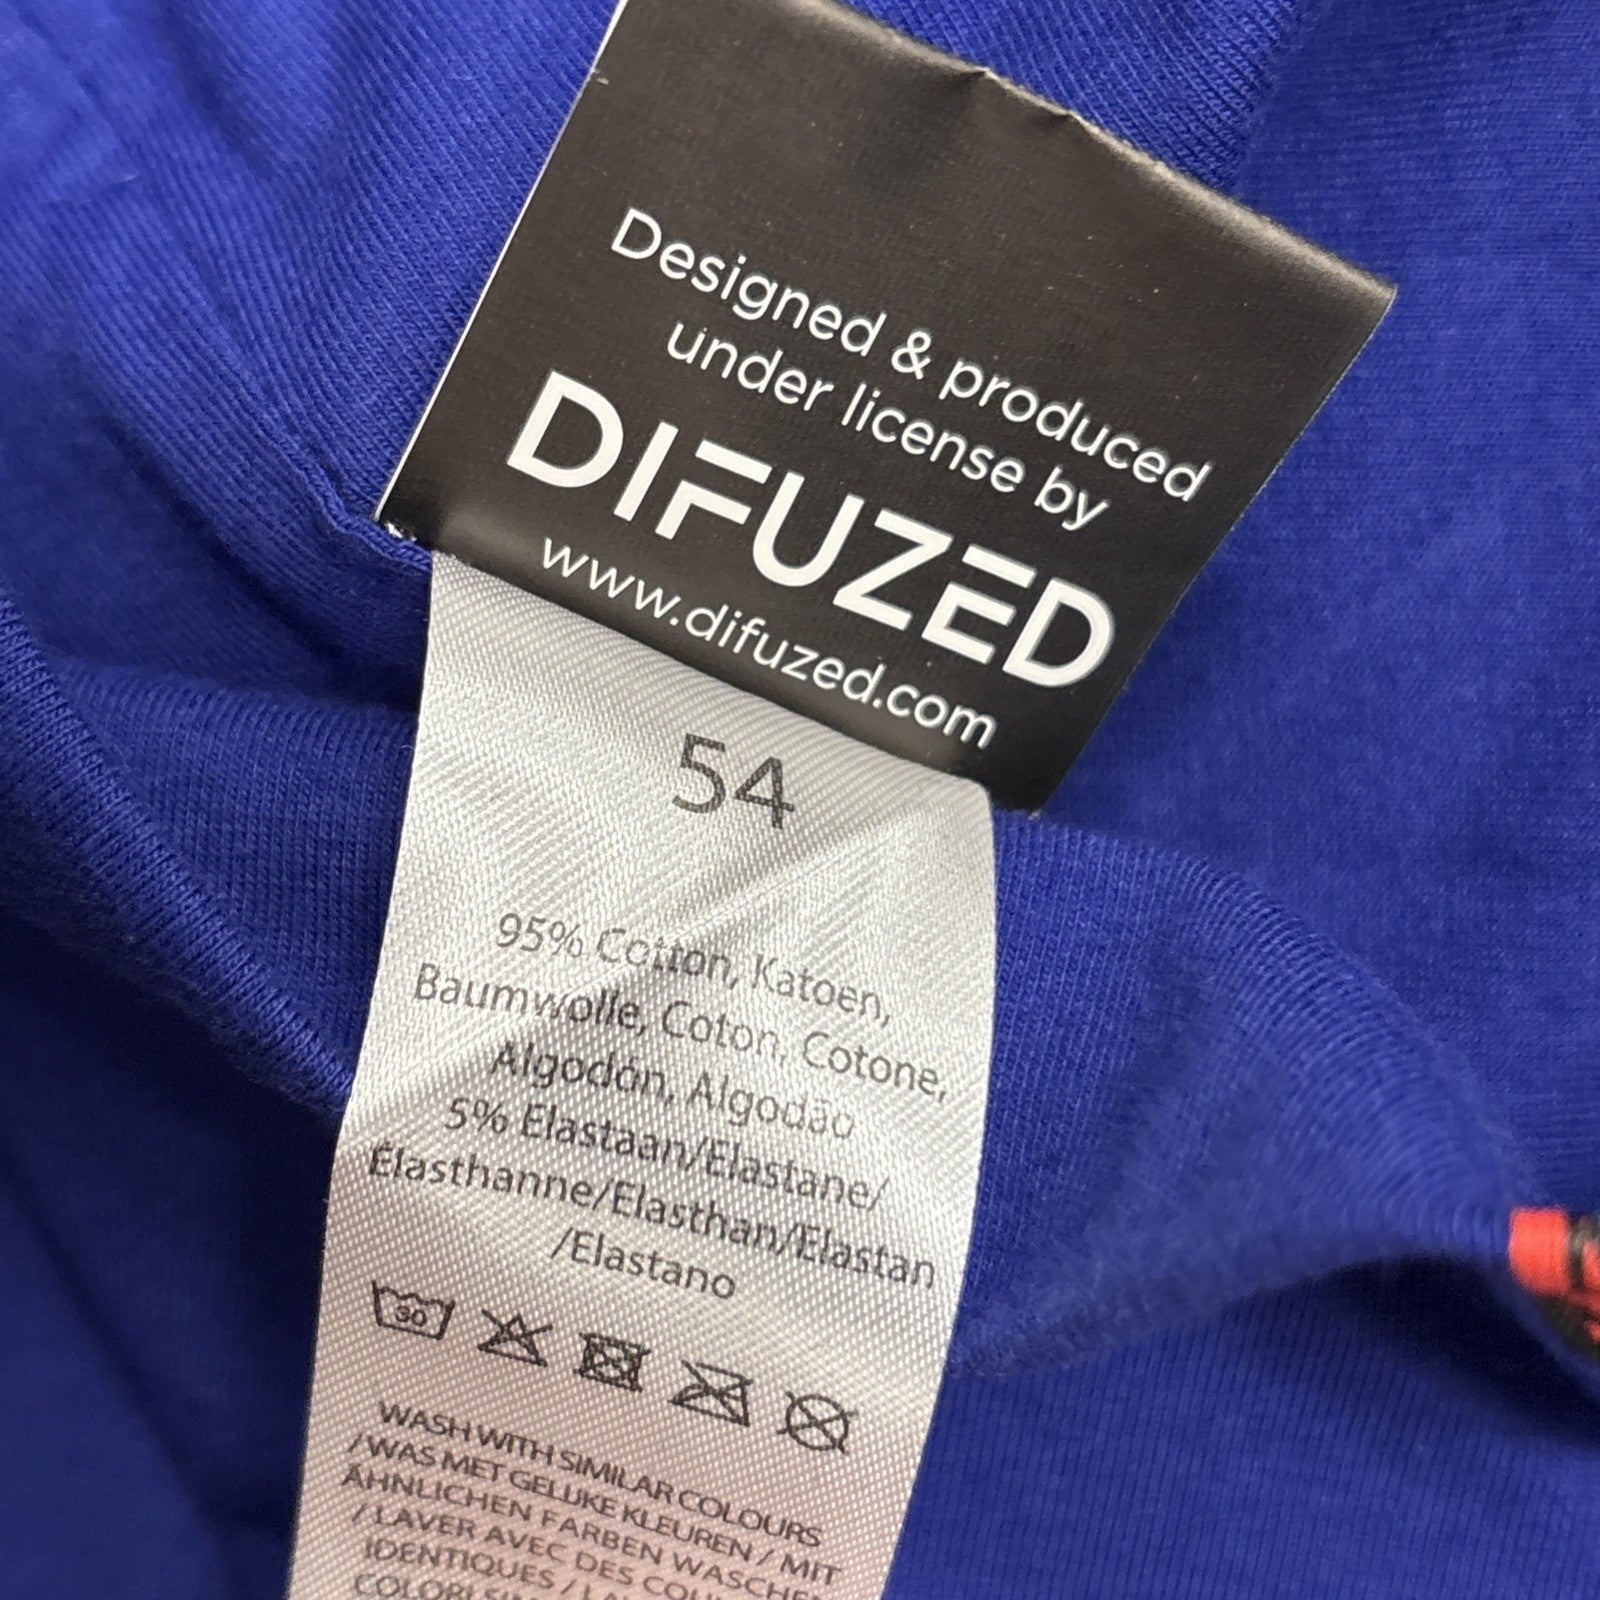 Designed & produced
under license by
DIFUZED
www.difuzed.com
54
95% Cotton, Katoen,
Baumwolle, Coton, Cotone,
Algodón, Algodão
5% Elastaan/Elastane/
Élasthanne/Elasthan/Elastan
/Elastano
30
WASH WITH SIMILAR COLOURS
/WAS MET GELIJKE KLEUREN / MIT
ÄHNLICHEN FARBEN WASCHEN
/ LAVER AVEC DES
IDENTIQUES /